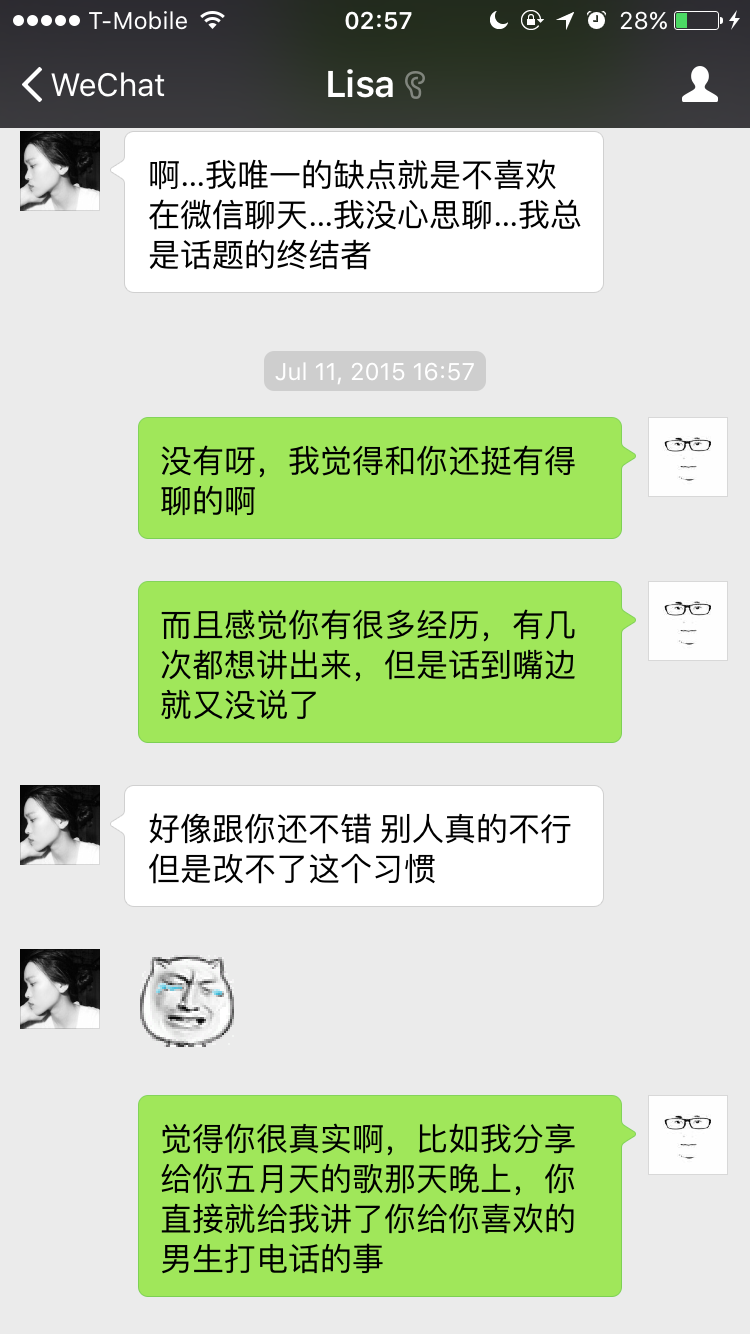 T-Mobile 02:57 28%
WeChat Lisa
啊...我唯一的缺点就是不喜欢
在微信聊天...我没心思聊...我总
是话题的终结者
Jul 11, 2015 16:57
没有呀，我觉得和你还挺有得
聊的啊
而且感觉你有很多经历，有几
次都想讲出来，但是话到嘴边
就又没说了
好像跟你还不错 别人真的不行
但是改不了这个习惯
觉得你很真实啊，比如我分享
给你五月天的歌那天晚上，你
直接就给我讲了你给你喜欢的
男生打电话的事